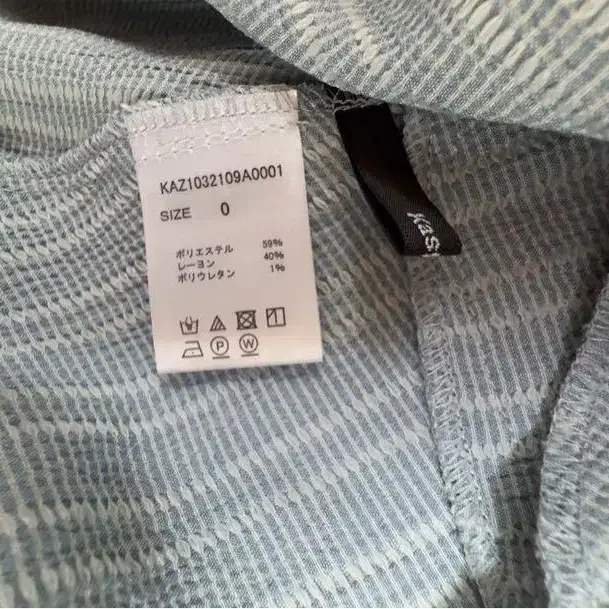 KAZ1032109A0001
SIZE 0
ポリエステル 59%
レーヨン 40%
ポリウレタン 1%
P W
kas